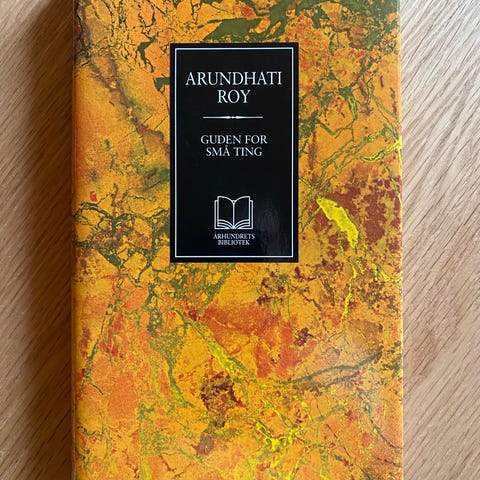 ARUNDHATI
ROY
GUDEN FOR
SMÅ TING
ÅRHUNDRETS
BIBLIOTEK